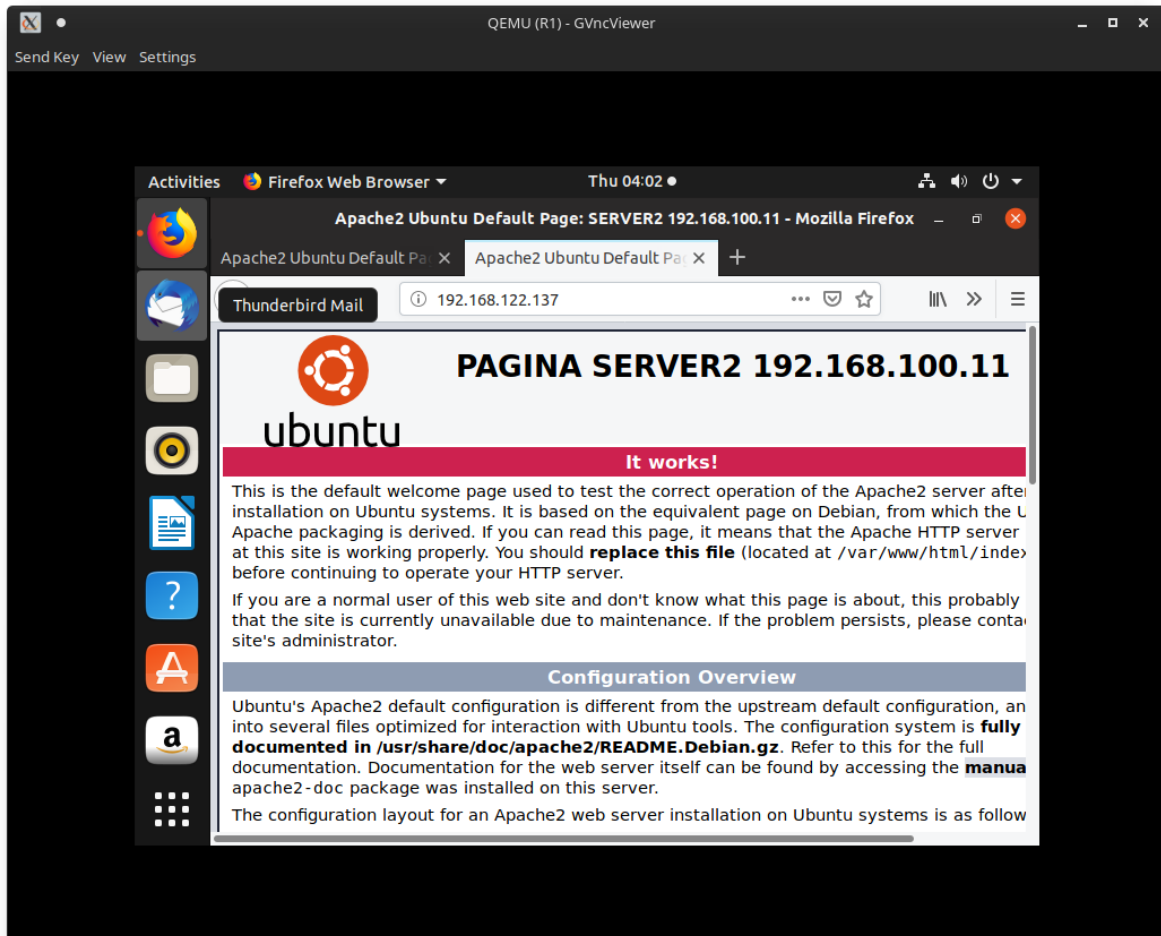 QEMU (R1) - GVncViewer
Send Key View Settings
Activities Firefox Web Browser Thu 04:02
Apache2 Ubuntu Default Page: SERVER2 192.168.100.11 - Mozilla Firefox
Apache2 Ubuntu Default Pa Apache2 Ubuntu Default Pa
Thunderbird Mail 192.168.122.137
ubuntu
PAGINA SERVER2 192.168.100.11
It works!
This is the default welcome page used to test the correct operation of the Apache2 server after
installation on Ubuntu systems. It is based on the equivalent page on Debian, from which the U
Apache packaging is derived. If you can read this page, it means that the Apache HTTP server
at this site is working properly. You should replace this file (located at /var/www/html/index
before continuing to operate your HTTP server.
If you are a normal user of this web site and don't know what this page is about, this probably
that the site is currently unavailable due to maintenance. If the problem persists, please conta
site's administrator.
Configuration Overview
Ubuntu's Apache2 default configuration is different from the upstream default configuration, an
into several files optimized for interaction with Ubuntu tools. The configuration system is fully
documented in /usr/share/doc/apache2/README.Debian.gz. Refer to this for the full
documentation. Documentation for the web server itself can be found by accessing the manua
apache2-doc package was installed on this server.
The configuration layout for an Apache2 web server installation on Ubuntu systems is as follow